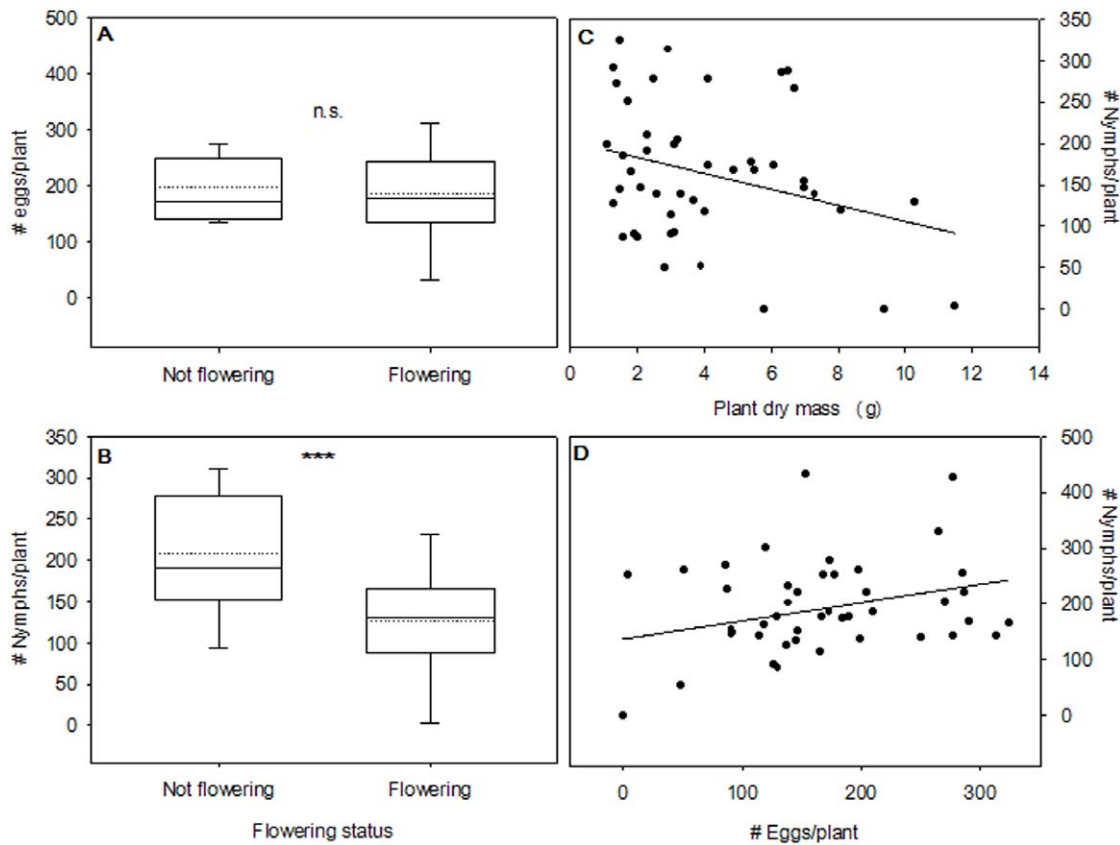 A
500
400
300
200
100
0
# eggs/plant
n.s.
Not flowering
Flowering
C
350
300
250
200
150
100
50
0
# Nymphs/plant
0
2
4
6
8
10
12
14
Plant dry mass (g)
B
350
300
250
200
150
100
50
0
# Nymphs/plant
***
Not flowering
Flowering
Flowering status
D
500
400
300
200
100
0
# Nymphs/plant
0
100
200
300
# Eggs/plant